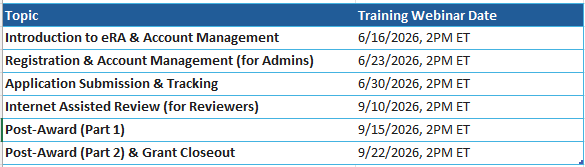 Topic Training Webinar Date
Introduction to eRA & Account Management 6/16/2026, 2PM ET
Registration & Account Management (for Admins) 6/23/2026, 2PM ET
Application Submission & Tracking 6/30/2026, 2PM ET
Internet Assisted Review (for Reviewers) 9/10/2026, 2PM ET
Post-Award (Part 1) 9/15/2026, 2PM ET
Post-Award (Part 2) & Grant Closeout 9/22/2026, 2PM ET